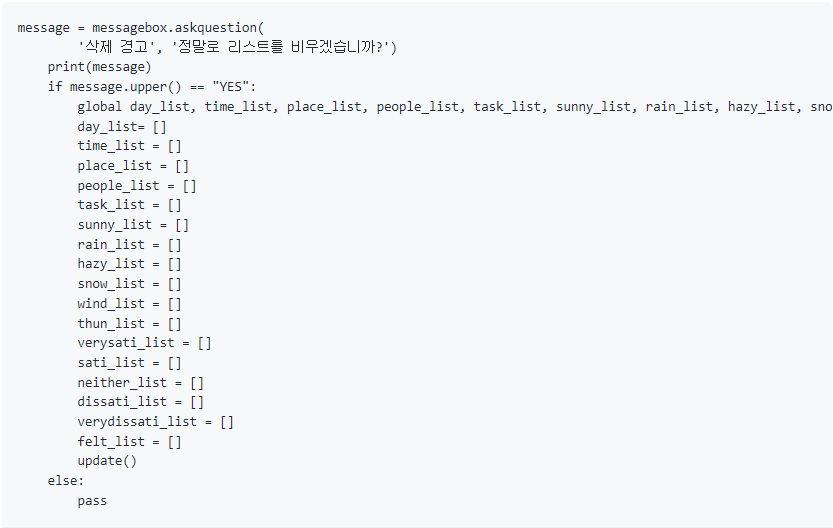 message = messagebox.askquestion(
        '삭제 경고', '정말로 리스트를 비우겠습니까?')
    print(message)
    if message.upper() == "YES":
        global day_list, time_list, place_list, people_list, task_list, sunny_list, rain_list, hazy_list, sno
        day_list= []
        time_list = []
        place_list = []
        people_list = []
        task_list = []
        sunny_list = []
        rain_list = []
        hazy_list = []
        snow_list = []
        wind_list = []
        thun_list = []
        verysati_list = []
        sati_list = []
        neither_list = []
        dissati_list = []
        verydissati_list = []
        felt_list = []
        update()
    else:
        pass